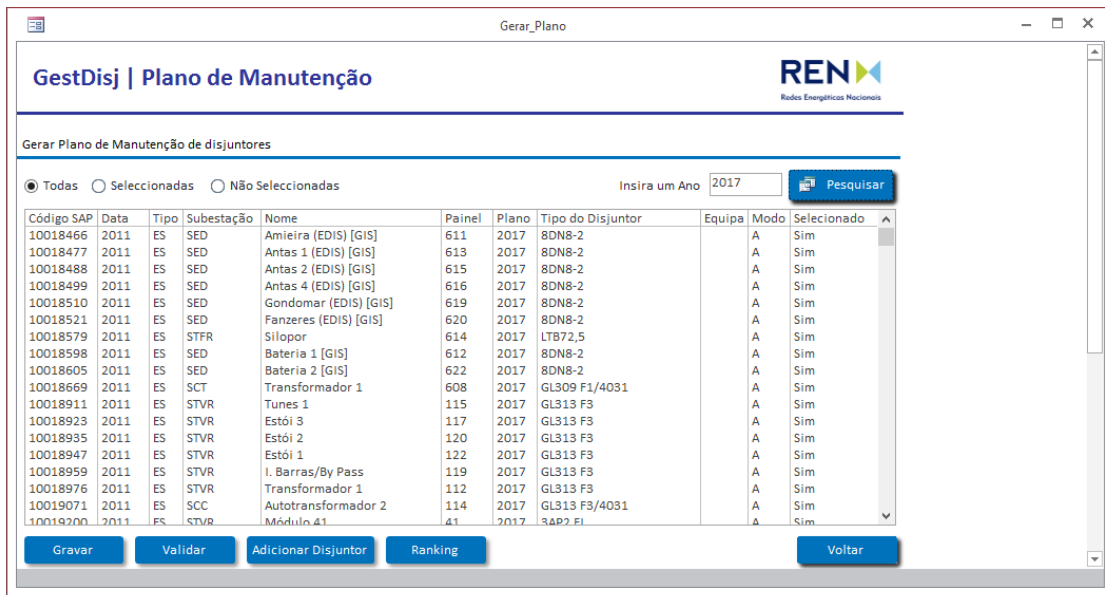 Gerar_Plano
GestDisj | Plano de Manutenção
REN
Redes Energéticas Nacionais
Gerar Plano de Manutenção de disjuntores
Todas Seleccionadas Não Seleccionadas Insira um Ano 2017 Pesquisar
Código SAP Data Tipo Subestação Nome Painel Plano Tipo do Disjuntor Equipa Modo Selecionado
10018466 2011 ES SED Amieira (EDIS) [GIS] 611 2017 8DN8-2 A Sim
10018477 2011 ES SED Antas 1 (EDIS) [GIS] 613 2017 8DN8-2 A Sim
10018488 2011 ES SED Antas 2 (EDIS) [GIS] 615 2017 8DN8-2 A Sim
10018499 2011 ES SED Antas 4 (EDIS) [GIS] 616 2017 8DN8-2 A Sim
10018510 2011 ES SED Gondomar (EDIS) [GIS] 619 2017 8DN8-2 A Sim
10018521 2011 ES SED Fanzeres (EDIS) [GIS] 620 2017 8DN8-2 A Sim
10018579 2011 ES STFR Silopor 614 2017 LTB72,5 A Sim
10018598 2011 ES SED Bateria 1 [GIS] 612 2017 8DN8-2 A Sim
10018605 2011 ES SED Bateria 2 [GIS] 622 2017 8DN8-2 A Sim
10018669 2011 ES SCT Transformador 1 608 2017 GL309 F1/4031 A Sim
10018911 2011 ES STVR Tunes 1 115 2017 GL313 F3 A Sim
10018923 2011 ES STVR Estói 3 117 2017 GL313 F3 A Sim
10018935 2011 ES STVR Estói 2 120 2017 GL313 F3 A Sim
10018947 2011 ES STVR Estói 1 122 2017 GL313 F3 A Sim
10018959 2011 ES STVR I. Barras/By Pass 119 2017 GL313 F3 A Sim
10018976 2011 ES STVR Transformador 1 112 2017 GL313 F3 A Sim
10019071 2011 ES SCC Autotransformador 2 114 2017 GL313 F3/4031 A Sim
10019200 2011 ES STVR Módulo 41 41 2017 3AP2 FI A Sim
Gravar Validar Adicionar Disjuntor Ranking Voltar